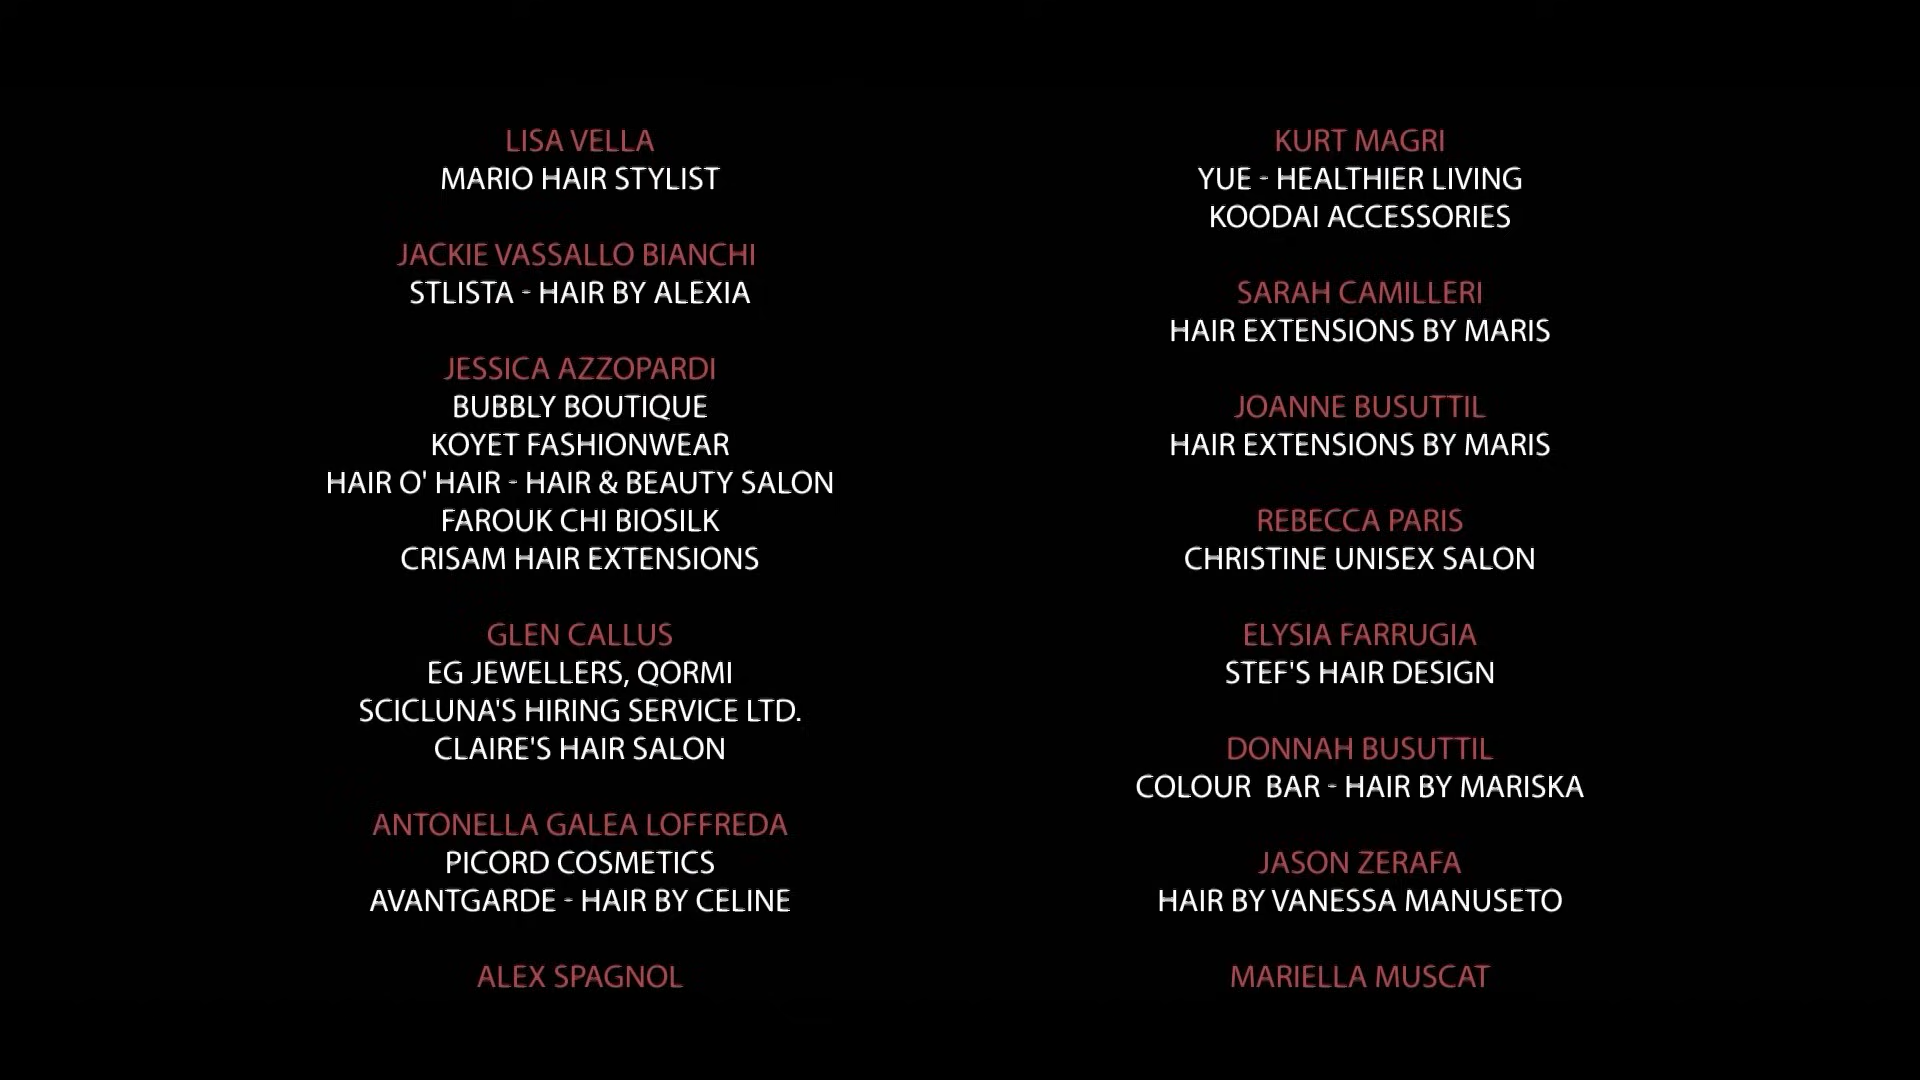 LISA VELLA
MARIO HAIR STYLIST
JACKIE VASSALLO BIANCHI
STLISTA - HAIR BY ALEXIA
JESSICA AZZOPARDI
BUBBLY BOUTIQUE
KOYET FASHIONWEAR
HAIR O' HAIR - HAIR & BEAUTY SALON
FAROUK CHI BIOSILK
CRISAM HAIR EXTENSIONS
GLEN CALLUS
EG JEWELLERS, QORMI
SCICLUNA'S HIRING SERVICE LTD.
CLAIRE'S HAIR SALON
ANTONELLA GALEA LOFFREDA
PICORD COSMETICS
AVANTGARDE - HAIR BY CELINE
ALEX SPAGNOL
KURT MAGRI
YUE - HEALTHIER LIVING
KOODAI ACCESSORIES
SARAH CAMILLERI
HAIR EXTENSIONS BY MARIS
JOANNE BUSUTTIL
HAIR EXTENSIONS BY MARIS
REBECCA PARIS
CHRISTINE UNISEX SALON
ELYSIA FARRUGIA
STEF'S HAIR DESIGN
DONNAH BUSUTTIL
COLOUR  BAR - HAIR BY MARISKA
JASON ZERAFA
HAIR BY VANESSA MANUSETO
MARIELLA MUSCAT